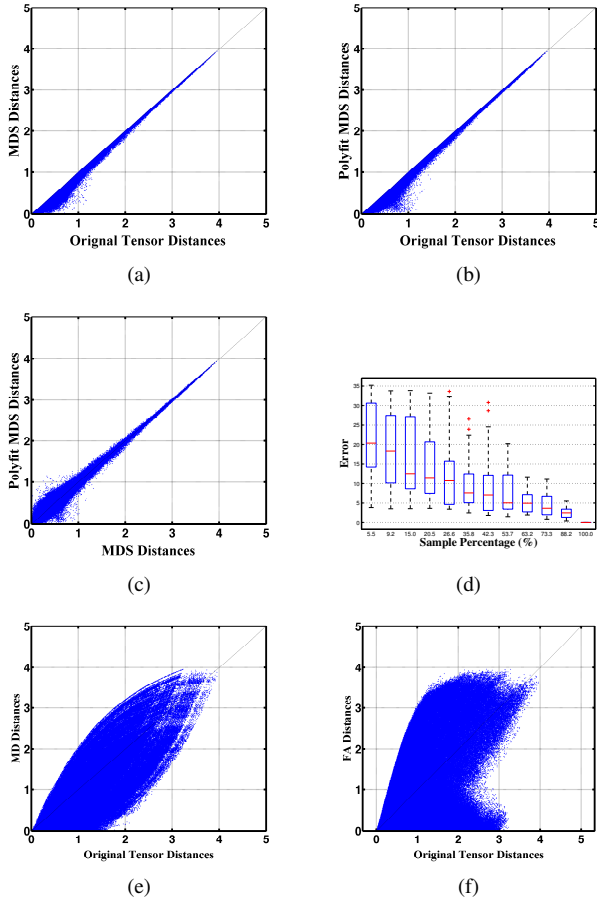 5
4
3
2
1
0
MDS Distances
0 1 2 3 4 5
Orignal Tensor Distances
(a)
5
4
3
2
1
0
Polyfit MDS Distances
0 1 2 3 4 5
Orignal Tensor Distances
(b)
5
4
3
2
1
0
Polyfit MDS Distances
0 1 2 3 4 5
MDS Distances
(c)
35
30
25
20
15
10
5
0
Error
5.5 9.2 15.0 20.5 26.6 35.8 42.3 53.7 63.2 73.3 88.2 100.0
Sample Percentage (%)
(d)
5
4
3
2
1
0
MD Distances
0 1 2 3 4 5
Original Tensor Distances
(e)
5
4
3
2
1
0
FA Distances
0 1 2 3 4 5
Original Tensor Distances
(f)